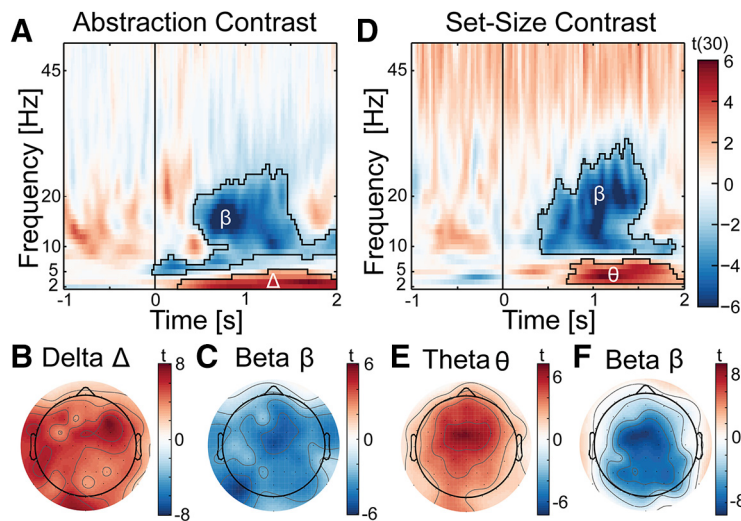 A Abstraction Contrast
D Set-Size Contrast
t(30)
Frequency [Hz]
45
20
10
5
2
β
Δ
-1 0 1 2
Time [s]
Frequency [Hz]
45
20
10
5
2
β
θ
-1 0 1 2
Time [s]
6
4
2
0
-2
-4
-6
B Delta Δ
t
8
0
-8
C Beta β
t
6
0
-6
E Theta θ
t
6
0
-6
F Beta β
t
8
0
-8